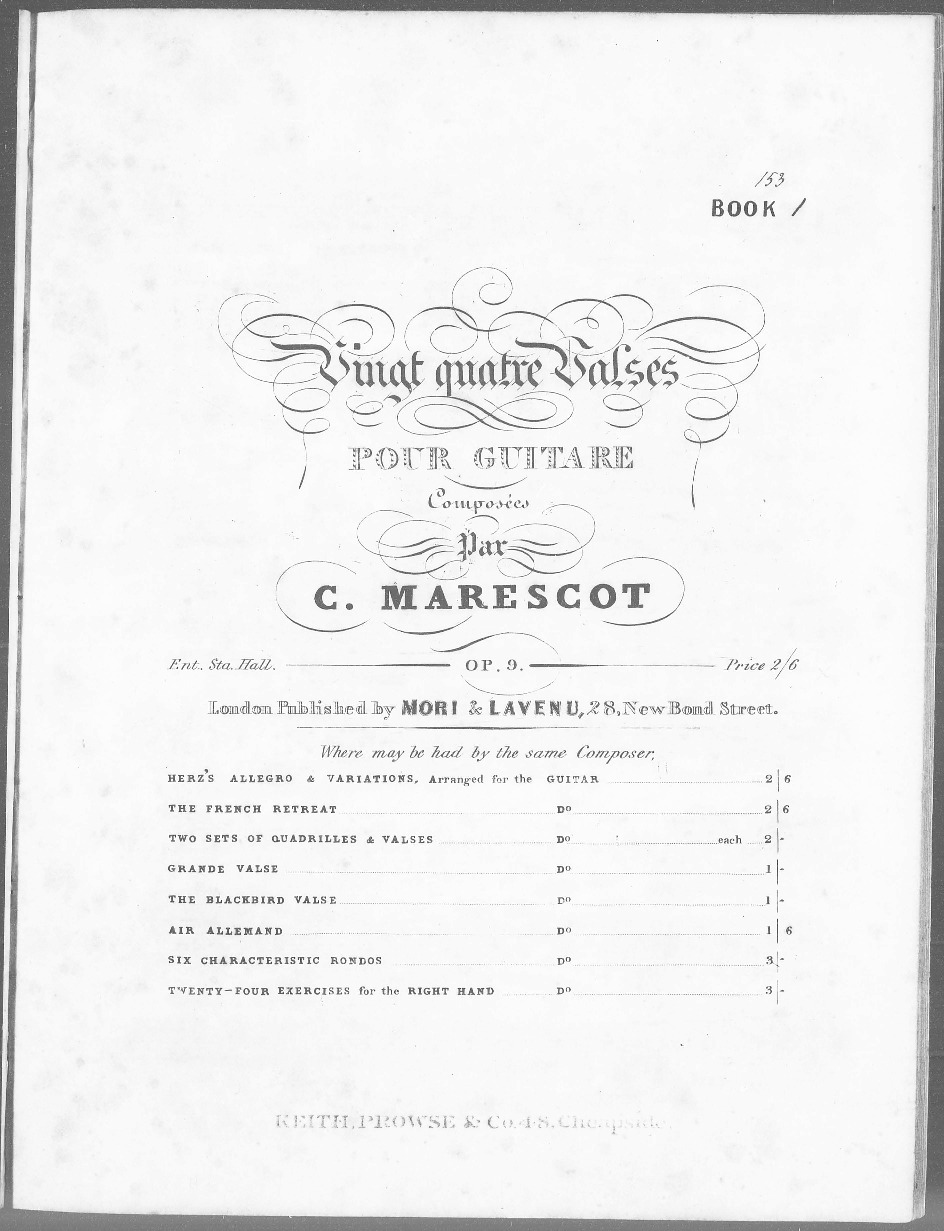 153
BOOK 1
Vingt quatre Valses
POUR GUITARE
Composées
Par
C. MARESCOT
Ent. Sta. Hall. OP. 9. Price 2/6
London Published by MORI & LAVENU, 28, New Bond Street.
Where may be had by the same Composer,
HERZ'S ALLEGRO & VARIATIONS, Arranged for the GUITAR 2 | 6
THE FRENCH RETREAT Do 2 | 6
TWO SETS OF QUADRILLES & VALSES Do each 2 | -
GRANDE VALSE Do 1 | -
THE BLACKBIRD VALSE Do 1 | -
AIR ALLEMAND Do 1 | 6
SIX CHARACTERISTIC RONDOS Do 3 | -
TWENTY-FOUR EXERCISES for the RIGHT HAND Do 3 | -
KEITH, PROWSE & Co. 48, Cheapside.